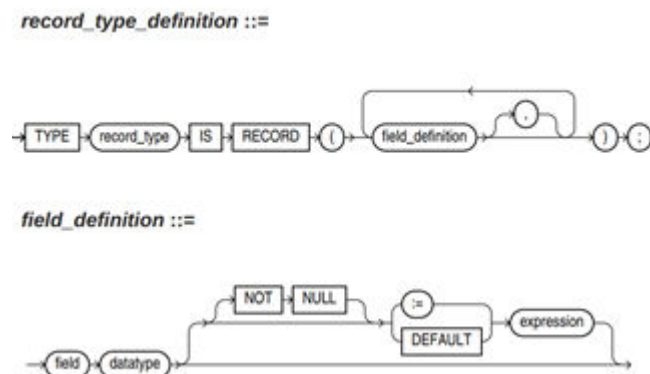 record_type_definition ::=
TYPE record_type IS RECORD ( field_definition , ) ;
field_definition ::=
NOT NULL :=
DEFAULT expression
field datatype